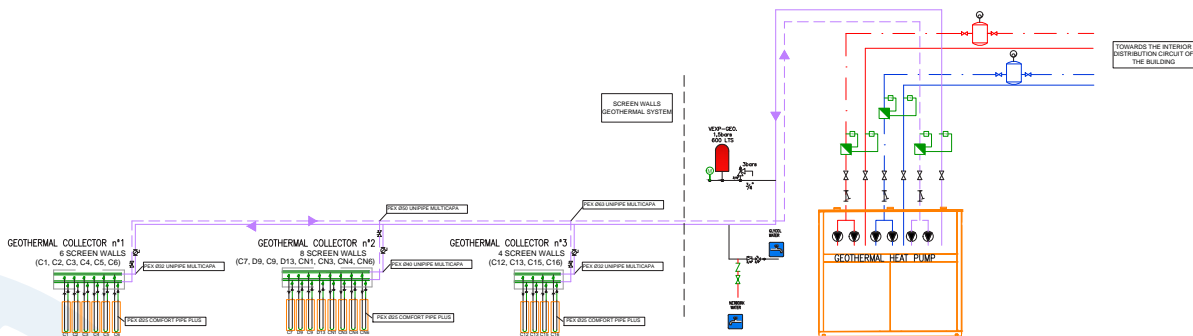 TOWARDS THE INTERIOR
DISTRIBUTION CIRCUIT OF
THE BUILDING
SCREEN WALLS
GEOTHERMAL SYSTEM
VEXP-GEO.
1,5bars
600 LTS
3bars
3/4"
PEX Ø50 UNIPIPE MULTICAPA
PEX Ø63 UNIPIPE MULTICAPA
GEOTHERMAL COLLECTOR n°1
6 SCREEN WALLS
(C1, C2, C3, C4, C5, C6)
GEOTHERMAL COLLECTOR n°2
8 SCREEN WALLS
(C7, D9, C9, D13, CN1, CN3, CN4, CN6)
GEOTHERMAL COLLECTOR n°3
4 SCREEN WALLS
(C12, C13, C15, C16)
GLYCOL
WATER
GEOTHERMAL HEAT PUMP
PEX Ø32 UNIPIPE MULTICAPA
PEX Ø40 UNIPIPE MULTICAPA
PEX Ø32 UNIPIPE MULTICAPA
NETWORK
WATER
PEX Ø25 COMFORT PIPE PLUS
PEX Ø25 COMFORT PIPE PLUS
PEX Ø25 COMFORT PIPE PLUS